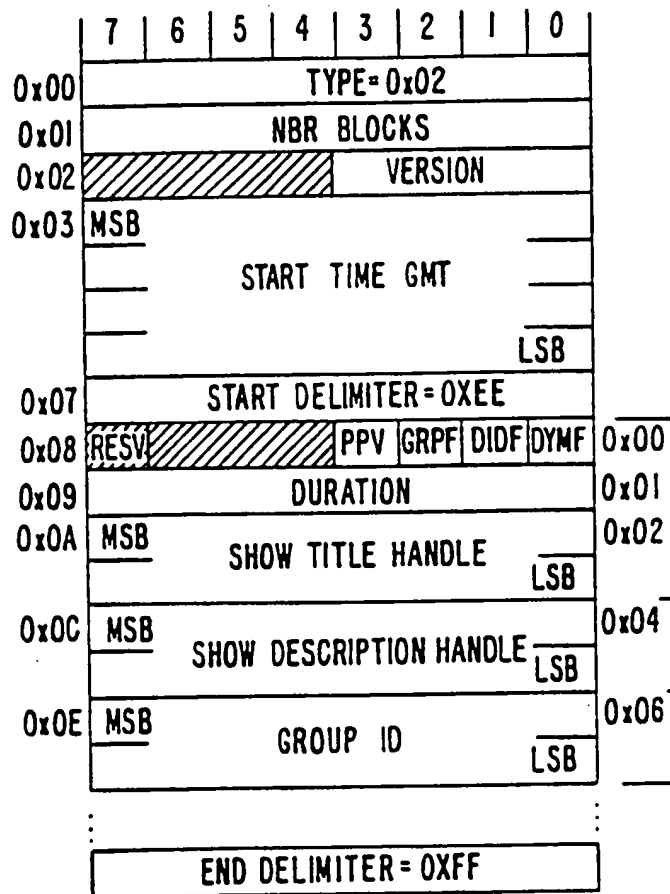 7 6 5 4 3 2 1 0
0x00 TYPE=0x02
0x01 NBR BLOCKS
0x02 VERSION
0x03 MSB
START TIME GMT
LSB
0x07 START DELIMITER=0XEE
0x08 RESV PPV GRPF DIDF DYMF 0x00
0x09 DURATION 0x01
0x0A MSB 0x02
SHOW TITLE HANDLE
LSB
0x0C MSB 0x04
SHOW DESCRIPTION HANDLE
LSB
0x0E MSB 0x06
GROUP ID
LSB
END DELIMITER=0XFF